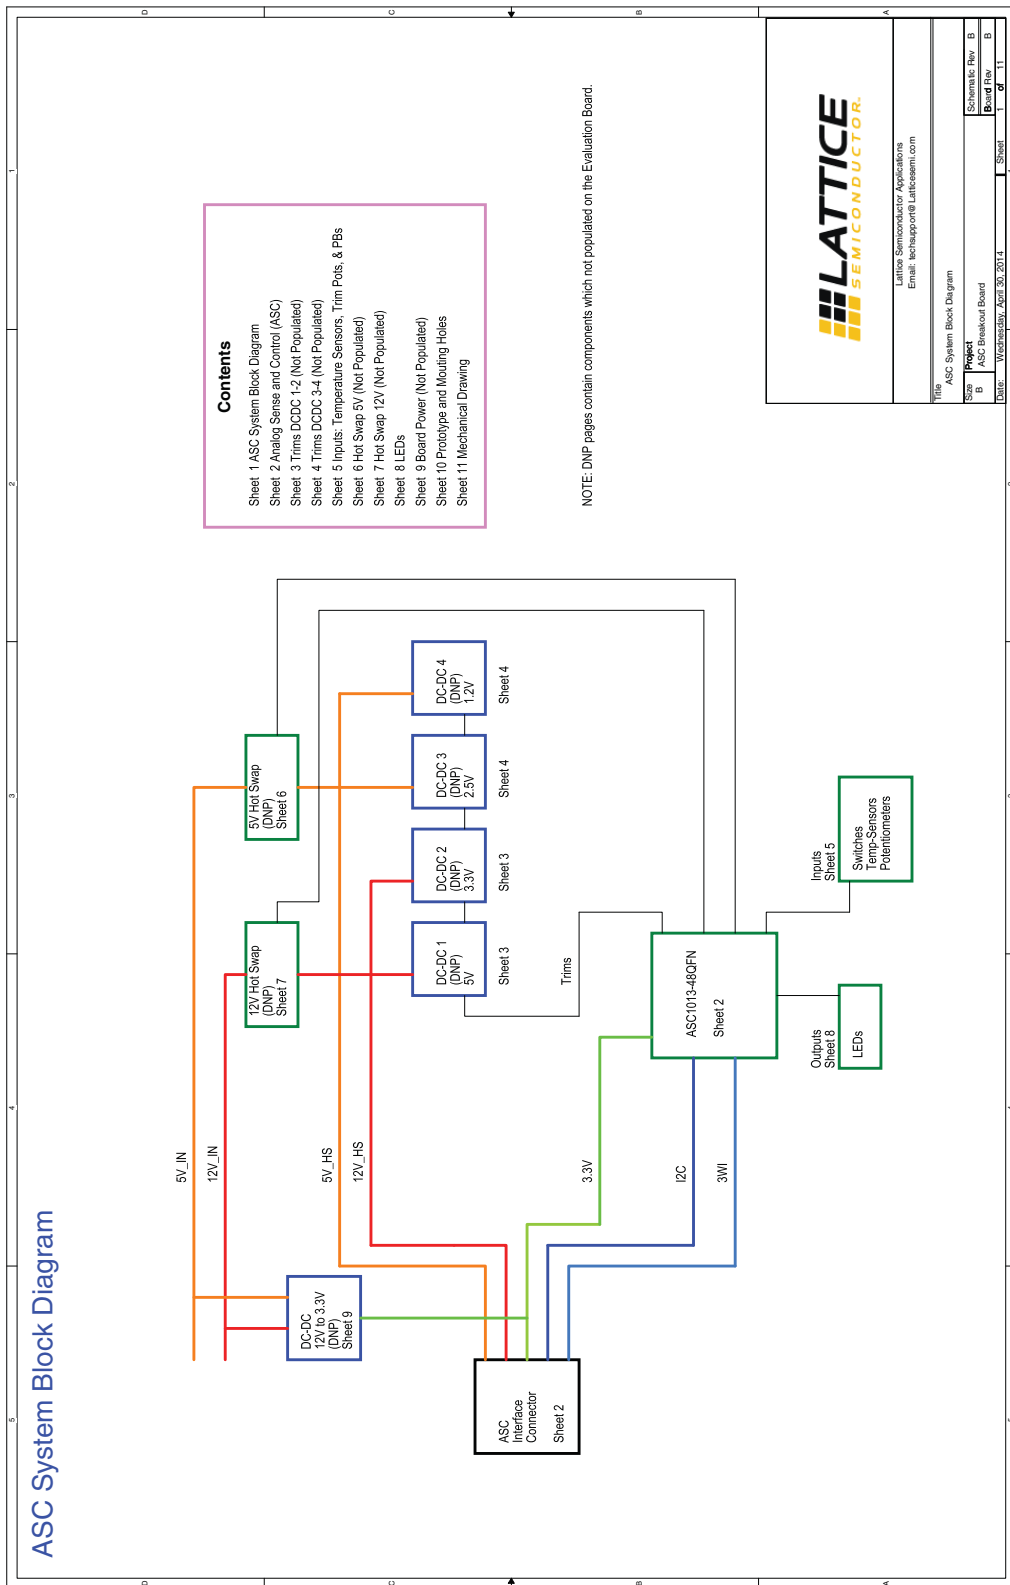 ASC System Block Diagram
5
4
3
2
1
D
C
B
A
5V_IN
12V_IN
5V_HS
12V_HS
DC-DC
12V to 3.3V
(DNP)
Sheet 9
12V Hot Swap
(DNP)
Sheet 7
5V Hot Swap
(DNP)
Sheet 6
DC-DC 1
(DNP)
5V
Sheet 3
DC-DC 2
(DNP)
3.3V
Sheet 3
DC-DC 3
(DNP)
2.5V
Sheet 4
DC-DC 4
(DNP)
1.2V
Sheet 4
ASC
Interface
Connector
Sheet 2
3.3V
I2C
3WI
Trims
ASC1013-48QFN
Sheet 2
Outputs
Sheet 8
LEDs
Inputs
Sheet 5
Switches
Temp-Sensors
Potentiometers
Contents
Sheet 1 ASC System Block Diagram
Sheet 2 Analog Sense and Control (ASC)
Sheet 3 Trims DCDC 1-2 (Not Populated)
Sheet 4 Trims DCDC 3-4 (Not Populated)
Sheet 5 Inputs: Temperature Sensors, Trim Pots, & PBs
Sheet 6 Hot Swap 5V (Not Populated)
Sheet 7 Hot Swap 12V (Not Populated)
Sheet 8 LEDs
Sheet 9 Board Power (Not Populated)
Sheet 10 Prototype and Mouting Holes
Sheet 11 Mechanical Drawing
NOTE: DNP pages contain components which not populated on the Evaluation Board.
LATTICE
SEMICONDUCTOR.
Lattice Semiconductor Applications
Email: techsupport@Latticesemi.com
Title
ASC System Block Diagram
Size
B
Project
ASC Breakout Board
Schematic Rev B
Board Rev B
Date: Wednesday, April 30, 2014
Sheet 1 of 11
D
C
B
A